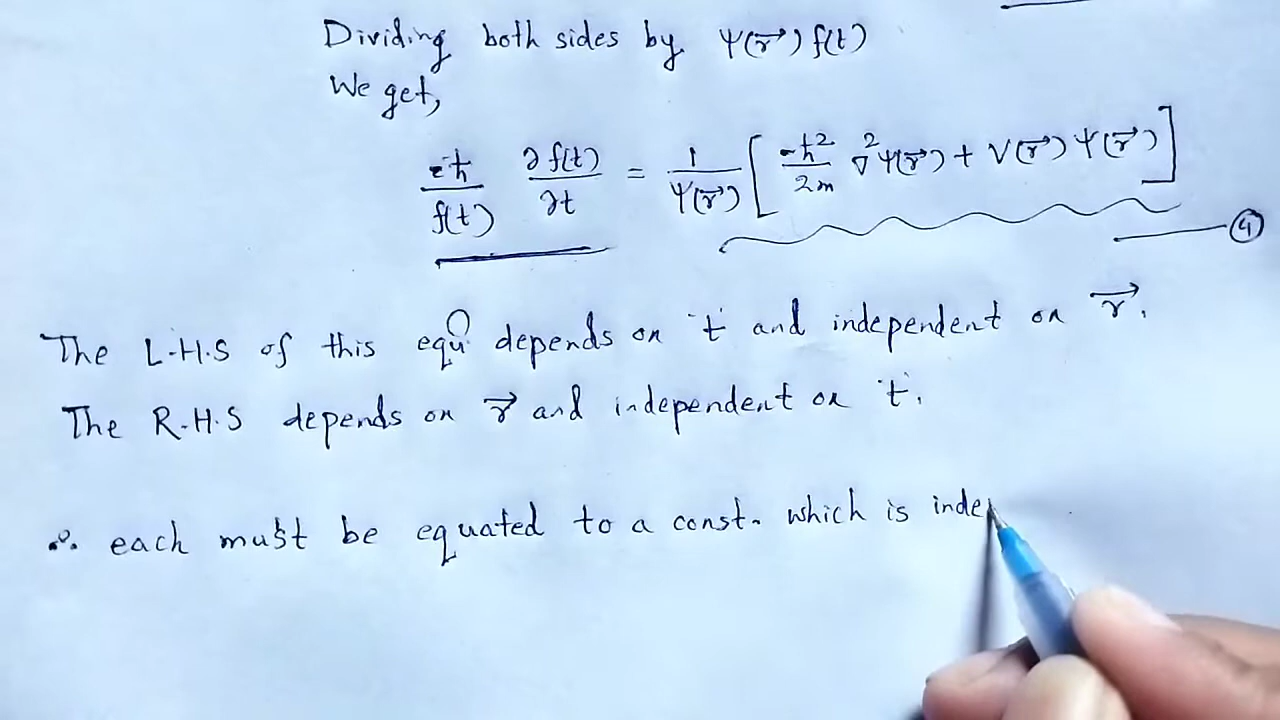 Dividing both sides by ψ(r⃗) f(t)
We get,
iħ/f(t) ∂f(t)/∂t = 1/ψ(r⃗) [ -ħ²/2m ∇²ψ(r⃗) + V(r⃗) ψ(r⃗) ] ④
The L.H.S of this equn depends on 't' and independent on r⃗.
The R.H.S depends on r⃗ and independent on 't'.
∴ each must be equated to a const. which is inde